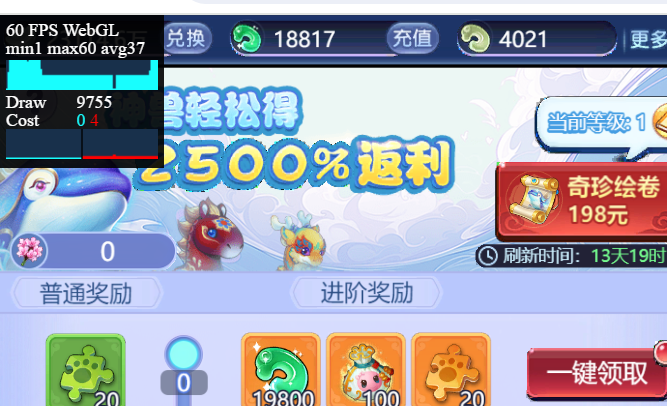 60 FPS WebGL
min1 max60 avg37
Draw 9755
Cost 0 4
兑换
18817
充值
4021
更多
兽轻松得
2500%返利
当前等级: 1
奇珍绘卷
198元
0
刷新时间: 13天19时
普通奖励
进阶奖励
20
0
19800
100
20
一键领取